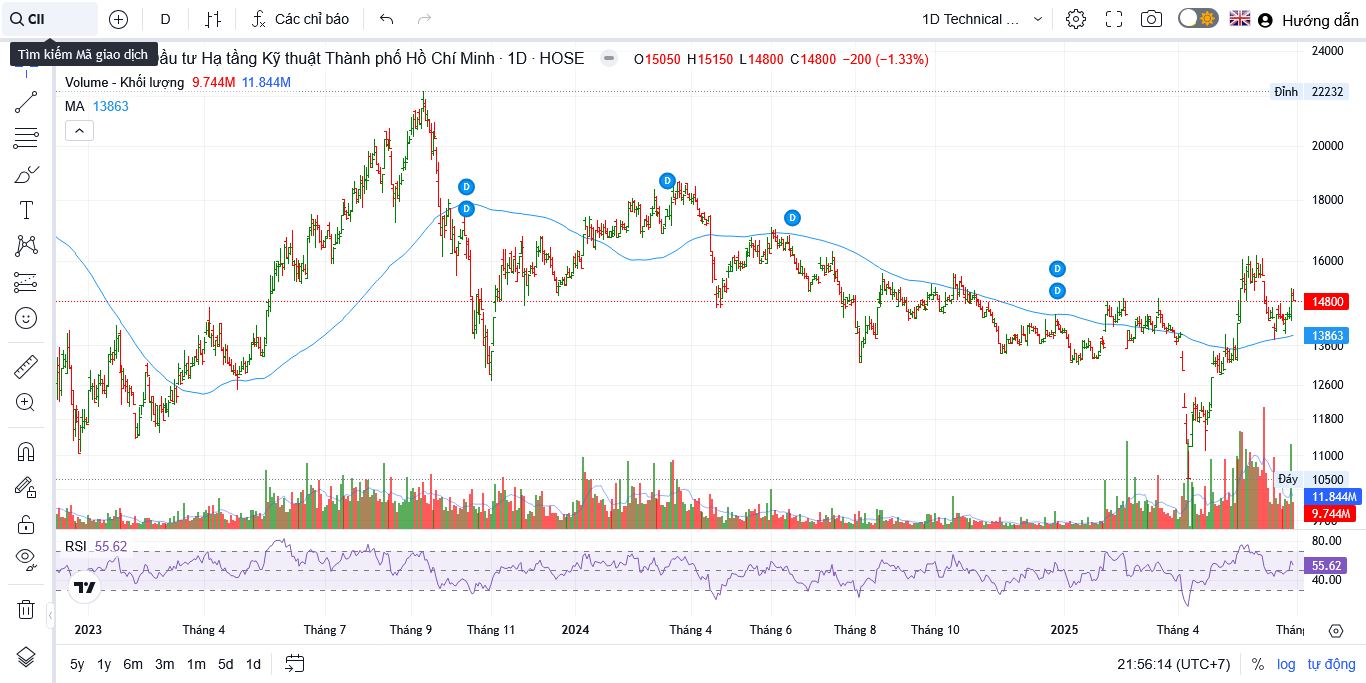 CII D Các chỉ báo 1D Technical ... Hướng dẫn
Tìm kiếm Mã giao dịch
ầu tư Hạ tầng Kỹ thuật Thành phố Hồ Chí Minh · 1D · HOSE O15050 H15150 L14800 C14800 −200 (−1.33%)
Volume - Khối lượng 9.744M 11.844M
MA 13863
24000
Đỉnh 22232
20000
18000
16000
14800
13863
13600
12600
11800
11000
Đáy 10500
11.844M
9.744M
D
D
D
D
D
D
RSI 55.62
80.00
55.62
40.00
2023 Tháng 4 Tháng 7 Tháng 9 Tháng 11 2024 Tháng 4 Tháng 6 Tháng 8 Tháng 10 2025 Tháng 4 Thán
5y 1y 6m 3m 1m 5d 1d 21:56:14 (UTC+7) % log tự động